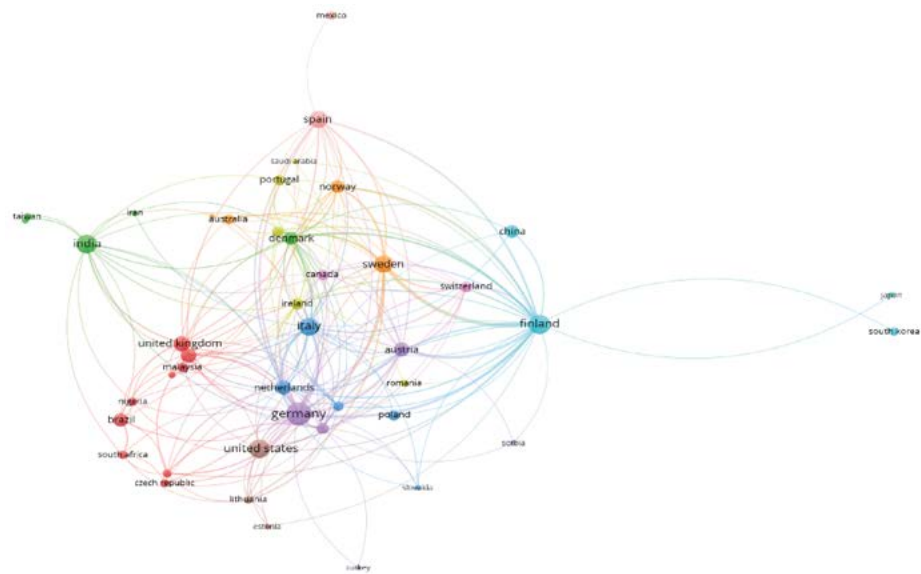 mexico
spain
saudi arabia
portugal
norway
taiwan
iran
australia
india
denmark
china
canada
sweden
switzerland
japan
ireland
italy
finland
south korea
united kingdom
austria
malaysia
romania
netherlands
nigeria
germany
poland
brazil
united states
serbia
south africa
czech republic
slovenia
lithuania
estonia
turkey